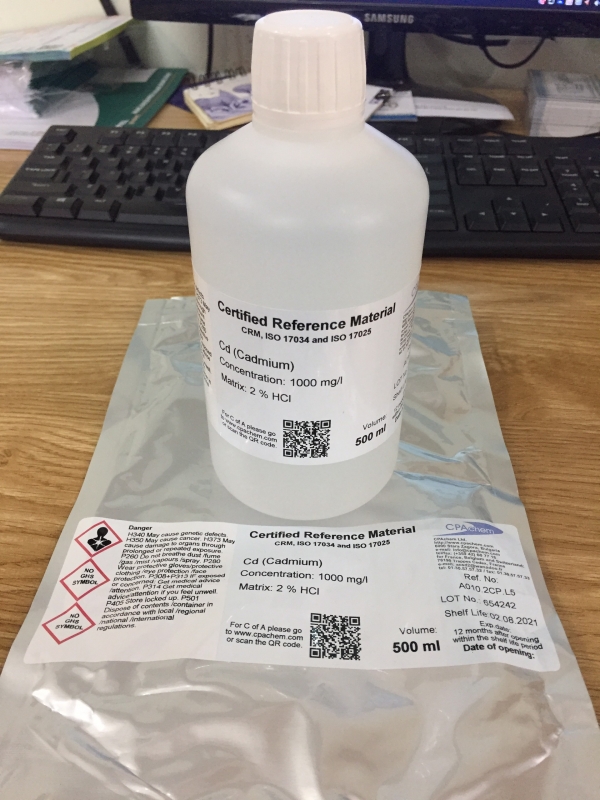 SAMSUNG
Certified Reference Material
CRM, ISO 17034 and ISO 17025
Cd (Cadmium)
Concentration: 1000 mg/l
Matrix: 2 % HCl
For C of A please go
to www.cpachem.com
or scan the QR code.
Volume:
500 ml
LOT
Shelf
Danger
H340 May cause genetic defects.
H350 May cause cancer. H373 May
cause damage to organs through
prolonged or repeated exposure.
P260 Do not breathe dust /fume
/gas /mist /vapours /spray. P280
Wear protective gloves/protective
clothing /eye protection /face
protection. P308+P313 IF exposed
or concerned: Get medical advice
/attention. P314 Get medical
advice/attention if you feel unwell.
P405 Store locked up. P501
Dispose of contents /container in
accordance with local /regional
/national /international
regulations.
NO
GHS
SYMBOL
NO
GHS
SYMBOL
Certified Reference Material
CRM, ISO 17034 and ISO 17025
Cd (Cadmium)
Concentration: 1000 mg/l
Matrix: 2 % HCl
For C of A please go
to www.cpachem.com
or scan the QR code.
Volume:
500 ml
CPAchem
CPAchem Ltd.
Ref. No:
A010.2CP.L5
LOT No.: 654242
Shelf Life:02.08.2021
Exp.date:
12 months after opening
within the shelf life period
Date of opening: